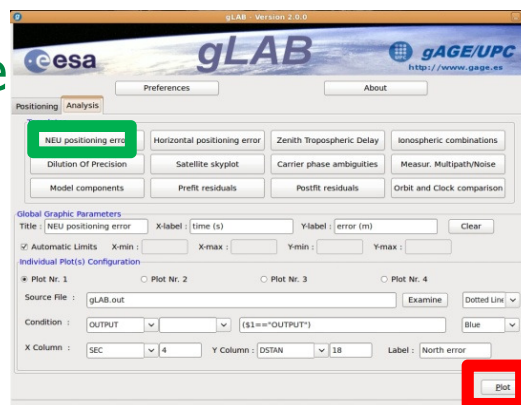 gLAB - Version 2.0.0
esa gLAB gAGE/UPC
http://www.gage.es
e
Preferences About
Positioning Analysis
NEU positioning error Horizontal positioning error Zenith Tropospheric Delay Ionospheric combinations
Dilution Of Precision Satellite skyplot Carrier phase ambiguities Measur. Multipath/Noise
Model components Prefit residuals Postfit residuals Orbit and Clock comparison
Global Graphic Parameters
Title : NEU positioning error X-label : time (s) Y-label : error (m) Clear
Automatic Limits X-min : X-max : Y-min : Y-max :
Individual Plot(s) Configuration
Plot Nr. 1 Plot Nr. 2 Plot Nr. 3 Plot Nr. 4
Source File : gLAB.out Examine Dotted Line
Condition : OUTPUT ($1=="OUTPUT") Blue
X Column : SEC 4 Y Column : DSTAN 18 Label : North error
Plot